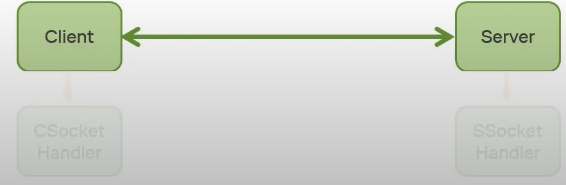 Client
Server
CSocket
Handler
SSocket
Handler